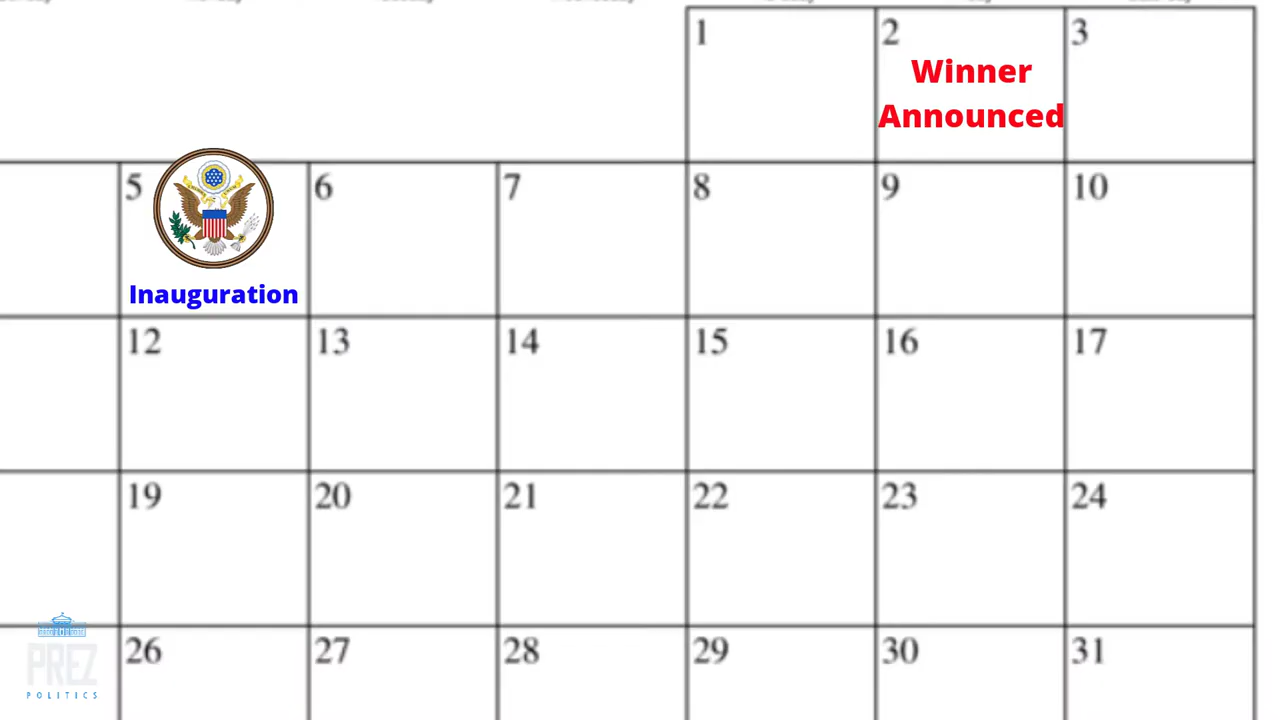 1 2 3
Winner
Announced
5 6 7 8 9 10
Inauguration
12 13 14 15 16 17
19 20 21 22 23 24
26 27 28 29 30 31
PREZ
POLITICS